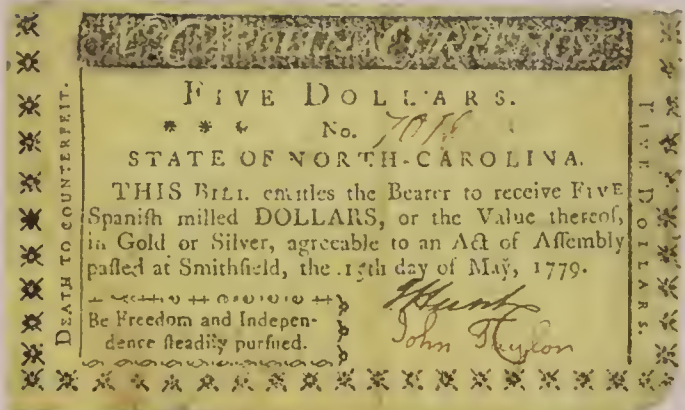 FIVE DOLLARS.
No.
STATE OF NORTH-CAROLINA.
THIS BILL entitles the Bearer to receive FIVE
Spaniſh milled DOLLARS, or the Value thereof,
in Gold or Silver, agreeable to an Act of Aſſembly
paſſed at Smithfield, the 15th day of May, 1779.
Be Freedom and Indepen-
dence ſteadily purſued.
Hunt
John Taylor
DEATH TO COUNTERFEIT.
FIVE DOLLARS.